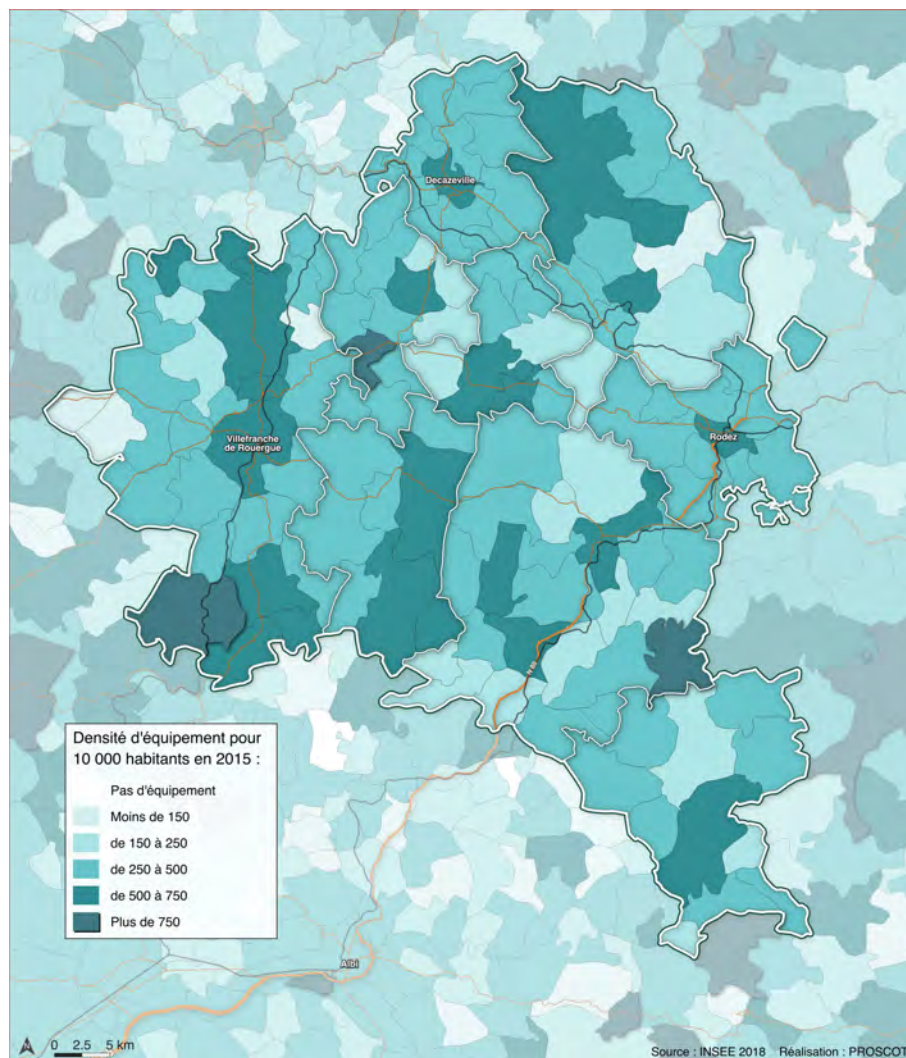 Decazeville
Villefranche
de Rouergue
Rodez
N 88
Densité d'équipement pour
10 000 habitants en 2015 :
Pas d'équipement
Moins de 150
de 150 à 250
de 250 à 500
de 500 à 750
Plus de 750
Albi
0 2.5 5 km
Source : INSEE 2018 Réalisation : PROSCOT